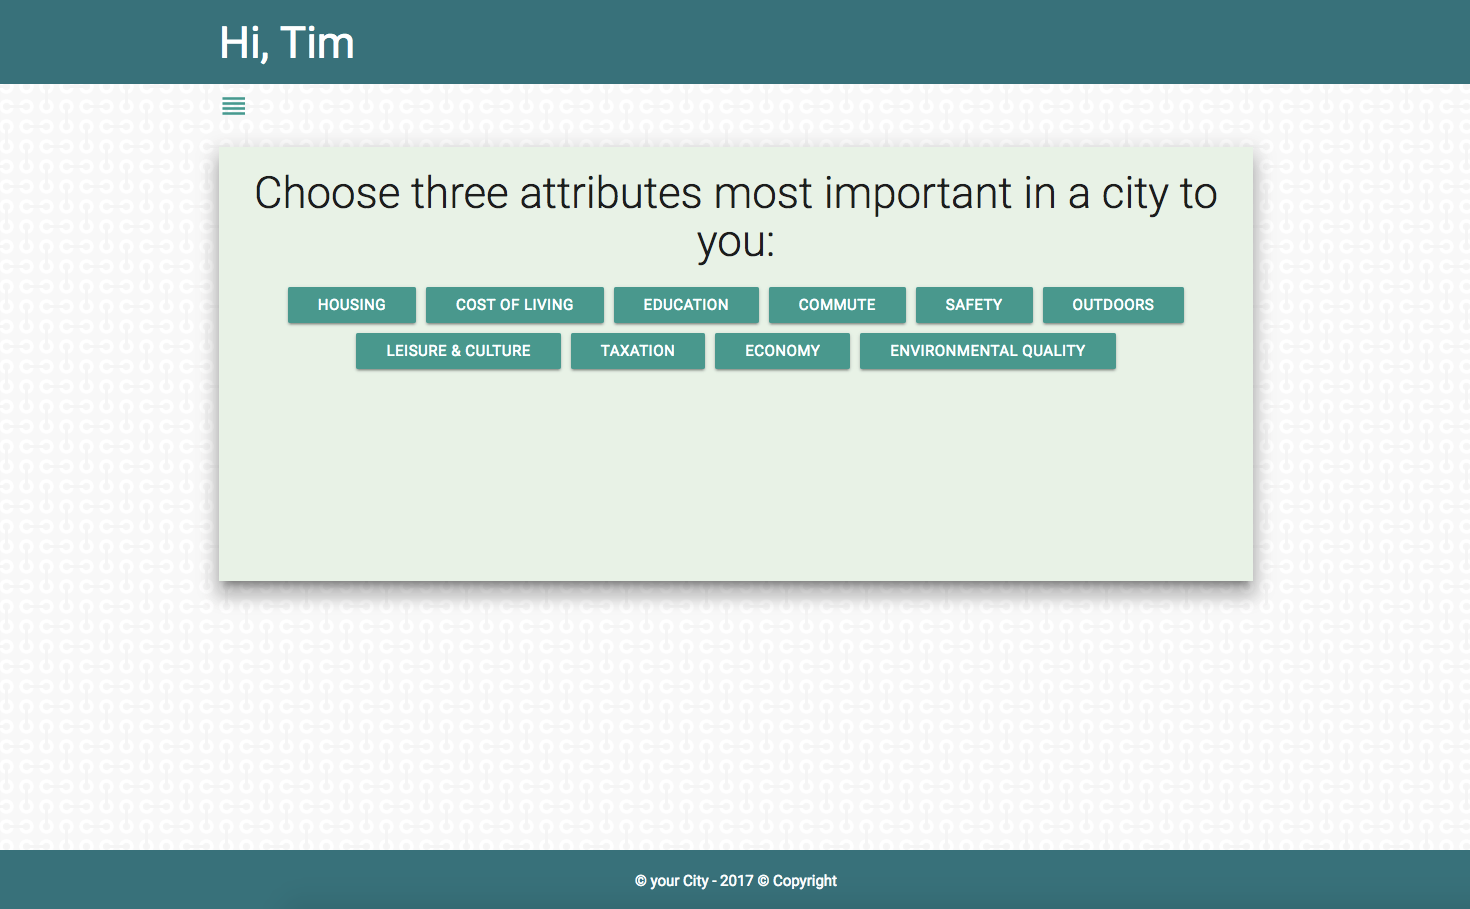 Hi, Tim
Choose three attributes most important in a city to
you:
HOUSING COST OF LIVING EDUCATION COMMUTE SAFETY OUTDOORS
LEISURE & CULTURE TAXATION ECONOMY ENVIRONMENTAL QUALITY
© your City - 2017 © Copyright